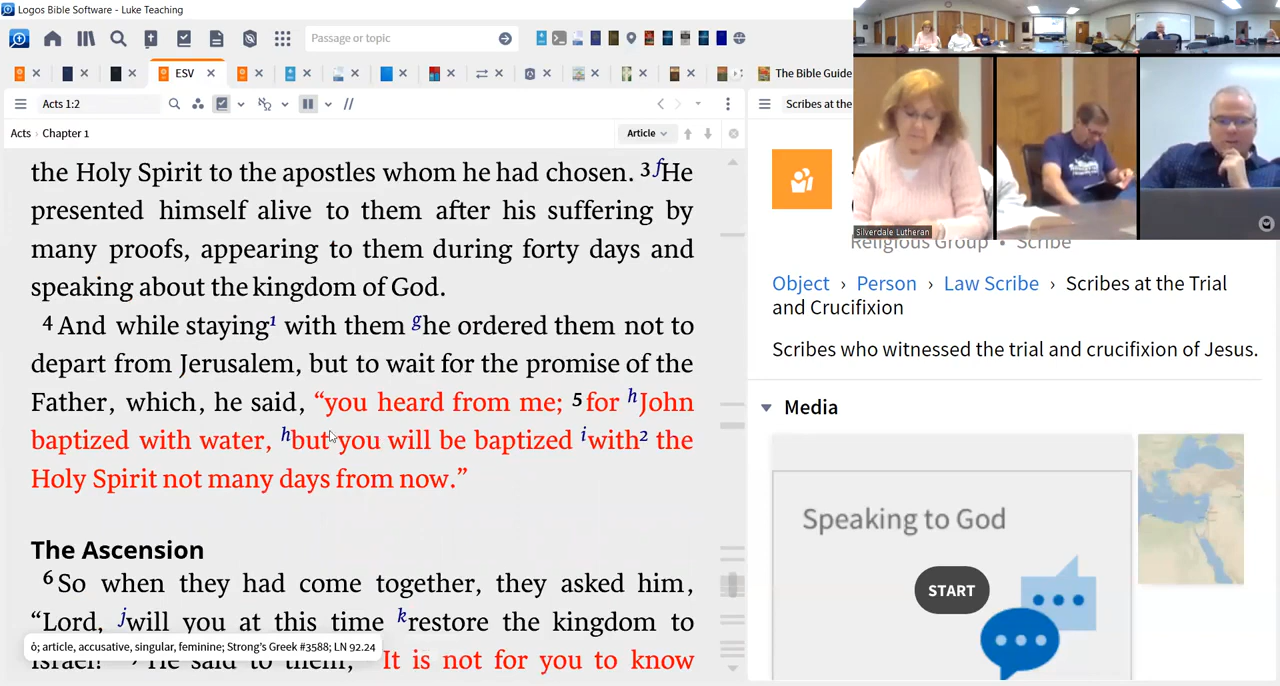 Logos Bible Software - Luke Teaching
Passage or topic
ESV
The Bible Guide
Acts 1:2
Scribes at the
Acts › Chapter 1
Article
the Holy Spirit to the apostles whom he had chosen. 3 f He
presented himself alive to them after his suffering by
many proofs, appearing to them during forty days and
speaking about the kingdom of God.
4 And while staying1 with them g he ordered them not to
depart from Jerusalem, but to wait for the promise of the
Father, which, he said, “you heard from me; 5 for h John
baptized with water, h but you will be baptized i with2 the
Holy Spirit not many days from now.”
The Ascension
6 So when they had come together, they asked him,
“Lord, j will you at this time k restore the kingdom to
ὁ; article, accusative, singular, feminine; Strong's Greek #3588; LN 92.24
He said to them, “It is not for you to know
Silverdale Lutheran
Religious Group • Scribe
Object › Person › Law Scribe › Scribes at the Trial
and Crucifixion
Scribes who witnessed the trial and crucifixion of Jesus.
Media
Speaking to God
START